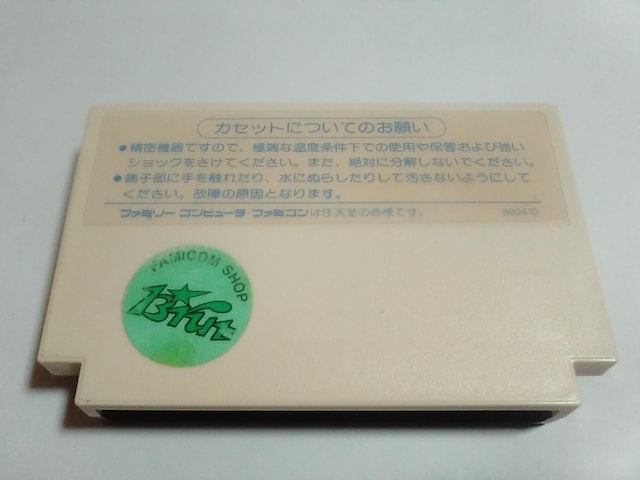 カセットについてのお願い
●精密機器ですので、極端な温度条件下での使用や保管および強い
ショックをさけてください。また、絶対に分解しないでください。
●端子部に手を触れたり、水にぬらしたりして汚さないようにして
ください。故障の原因となります。
ファミリー コンピュータ・ファミコンは任天堂の商標です。
FAMICOM SHOP